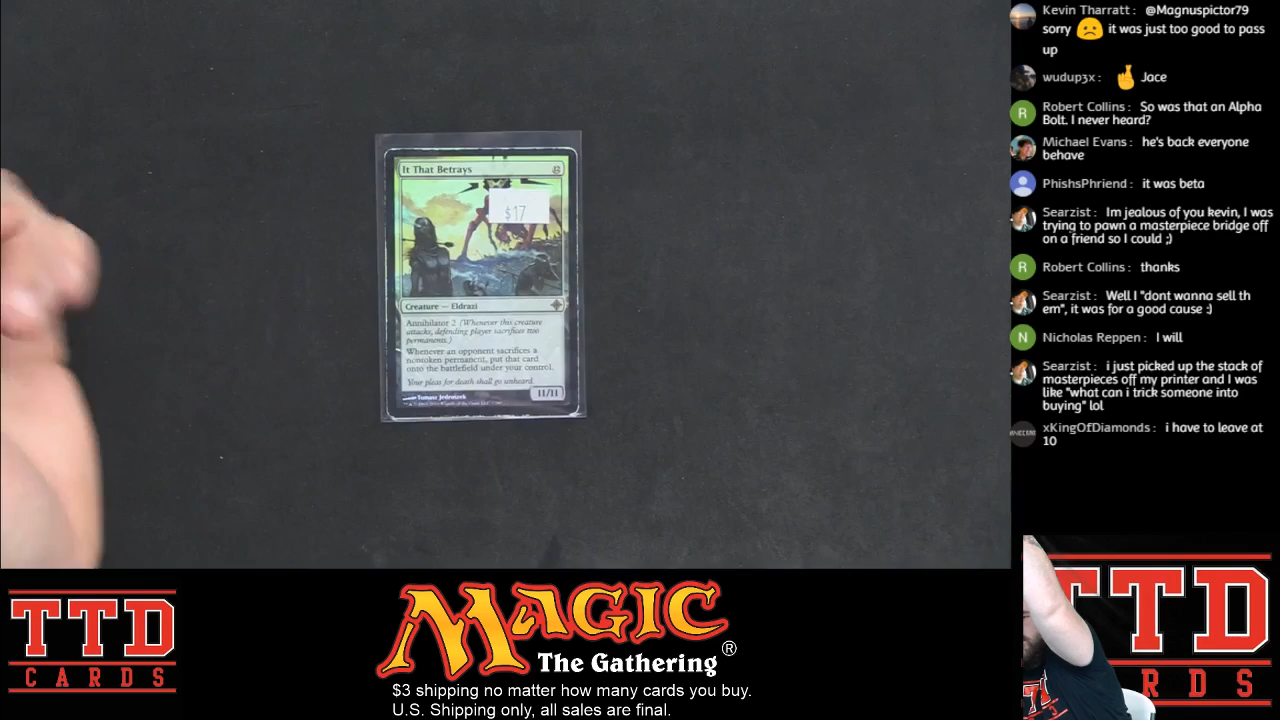 It That Betrays
12
$17
Creature — Eldrazi
Annihilator 2 (Whenever this creature
attacks, defending player sacrifices two
permanents.)
Whenever an opponent sacrifices a
nontoken permanent, put that card
onto the battlefield under your control.
Your pleas for death shall go unheard.
11/11
Tomasz Jedruszek
Kevin Tharratt : @Magnuspictor79
sorry 🙁 it was just too good to pass
up
wudup3x : 🤞 Jace
R Robert Collins : So was that an Alpha
Bolt. I never heard?
Michael Evans : he's back everyone
behave
PhishsPhriend : it was beta
Searzist : Im jealous of you kevin, I was
trying to pawn a masterpiece bridge off
on a friend so I could ;)
R Robert Collins : thanks
Searzist : Well I "dont wanna sell th
em", it was for a good cause :)
N Nicholas Reppen : I will
Searzist : i just picked up the stack of
masterpieces off my printer and I was
like "what can i trick someone into
buying" lol
xKingOfDiamonds : i have to leave at
10
TTD
CARDS
MAGIC
The Gathering®
$3 shipping no matter how many cards you buy.
U.S. Shipping only, all sales are final.
TTD
RDS